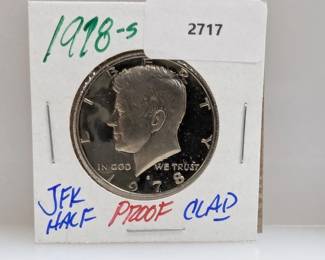 1978-S
2717
LIBERTY
IN GOD WE TRUST
S
1978
JFK HALF
PROOF
CLAD